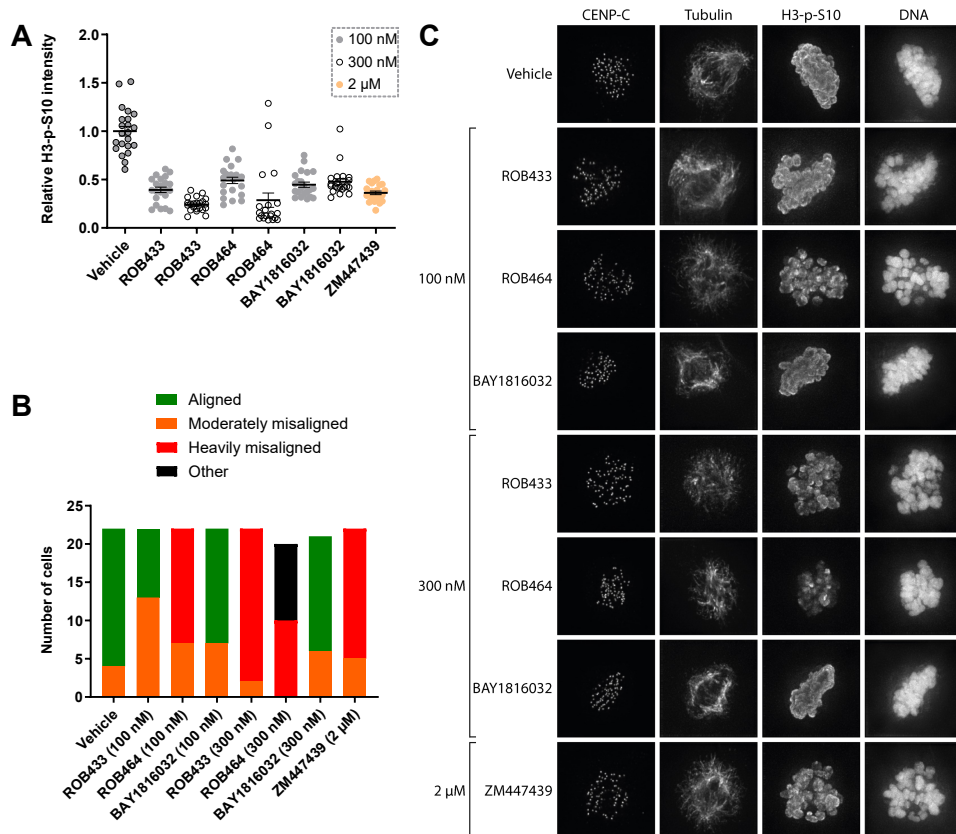 A
Relative H3-p-S10 intensity
2.0
1.5
1.0
0.5
0.0
100 nM
300 nM
2 µM
Vehicle
ROB433
ROB433
ROB464
ROB464
BAY1816032
BAY1816032
ZM447439
B
Aligned
Moderately misaligned
Heavily misaligned
Other
Number of cells
25
20
15
10
5
0
Vehicle
ROB433 (100 nM)
ROB464 (100 nM)
BAY1816032 (100 nM)
ROB433 (300 nM)
ROB464 (300 nM)
BAY1816032 (300 nM)
ZM447439 (2 µM)
C
CENP-C
Tubulin
H3-p-S10
DNA
Vehicle
100 nM
ROB433
ROB464
BAY1816032
300 nM
ROB433
ROB464
BAY1816032
2 µM
ZM447439